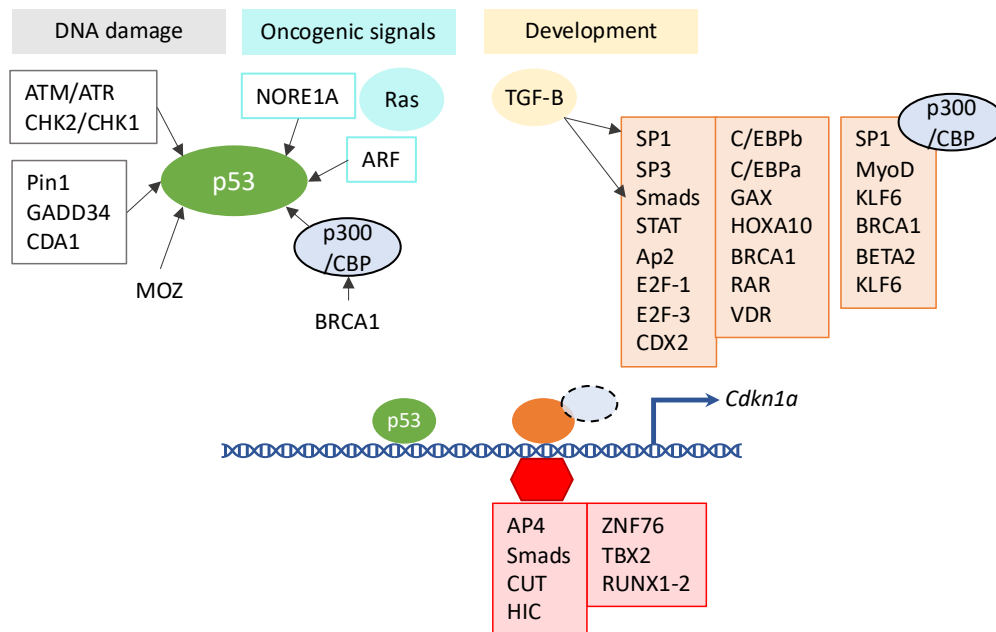 DNA damage
Oncogenic signals
Development
ATM/ATR
CHK2/CHK1
NORE1A
Ras
ARF
Pin1
GADD34
CDA1
p53
MOZ
p300
/CBP
BRCA1
TGF-B
SP1
SP3
Smads
STAT
Ap2
E2F-1
E2F-3
CDX2
C/EBPb
C/EBPa
GAX
HOXA10
BRCA1
RAR
VDR
p300
/CBP
SP1
MyoD
KLF6
BRCA1
BETA2
KLF6
p53
Cdkn1a
AP4
Smads
CUT
HIC
ZNF76
TBX2
RUNX1-2